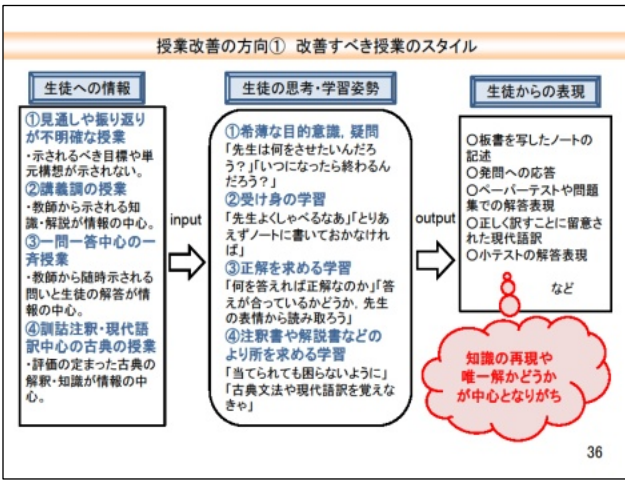 授業改善の方向① 改善すべき授業のスタイル
生徒への情報
①見通しや振り返り
が不明確な授業
・示されるべき目標や単
元構想が示されない。
②講義調の授業
・教師から示される知
識・解説が情報の中心。
③一問一答中心の一
斉授業
・教師から随時示される
問いと生徒の解答が情
報の中心。
④訓詁注釈・現代語
訳中心の古典の授業
・評価の定まった古典の
解釈・知識が情報の中
心。
input
生徒の思考・学習姿勢
①希薄な目的意識，疑問
「先生は何をさせたいんだろ
う？」「いつになったら終わるん
だろう？」
②受け身の学習
「先生よくしゃべるなあ」「とりあ
えずノートに書いておかなけれ
ば」
③正解を求める学習
「何を答えれば正解なのか」「答
えが合っているかどうか，先生
の表情から読み取ろう」
④注釈書や解説書などの
より所を求める学習
「当てられても困らないように」
「古典文法や現代語訳を覚えな
きゃ」
output
生徒からの表現
○板書を写したノートの
記述
○発問への応答
○ペーパーテストや問題
集での解答表現
○正しく訳すことに留意さ
れた現代語訳
○小テストの解答表現
など
知識の再現や
唯一解かどうか
が中心となりがち
36